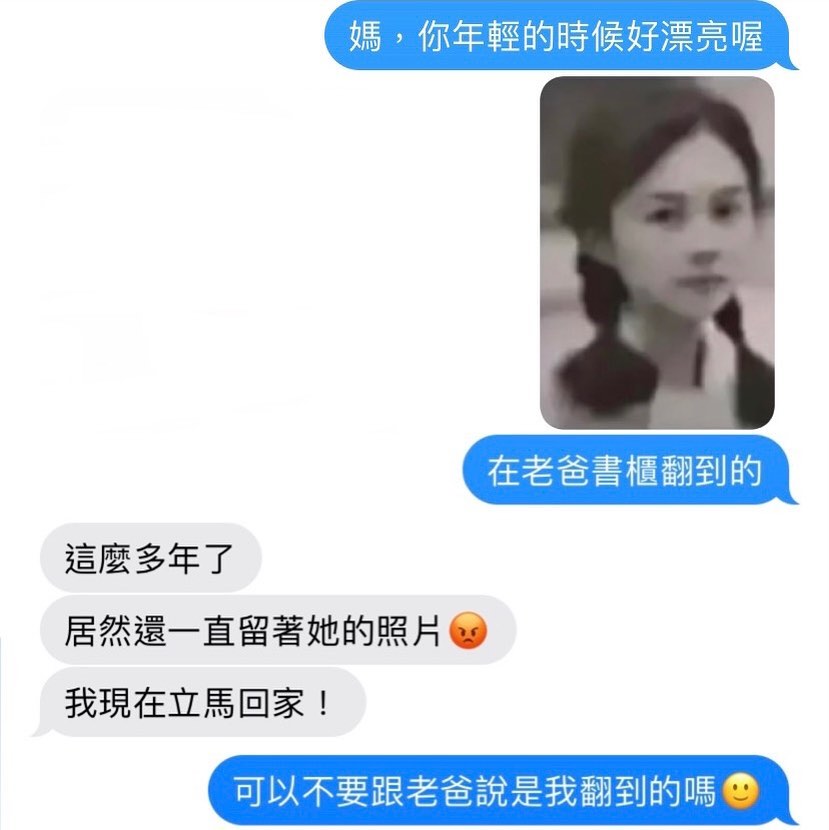 媽，你年輕的時候好漂亮喔
在老爸書櫃翻到的
這麼多年了
居然還一直留著她的照片😡
我現在立馬回家！
可以不要跟老爸說是我翻到的嗎🙂